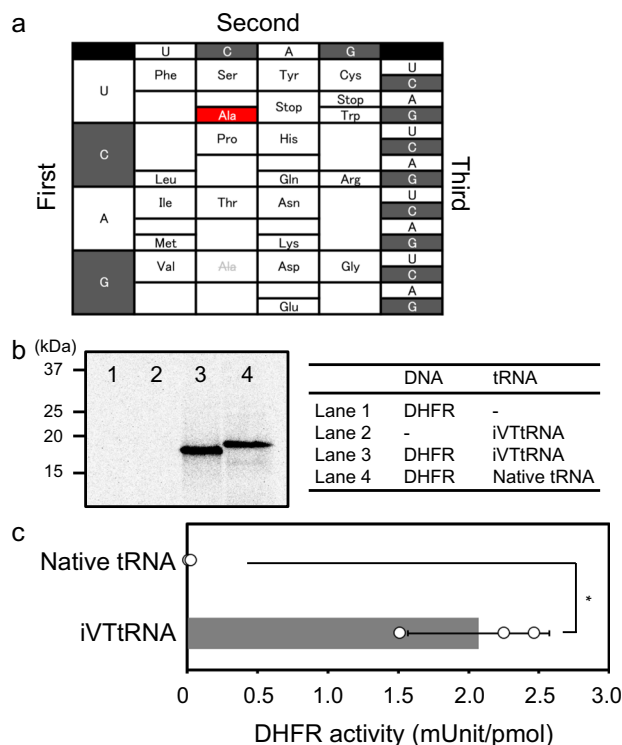 a
Second
U C A G
First
Third
U Phe Ser Tyr Cys U
C
Stop Stop A
Ala Trp G
C Pro His U
C
A
Leu Gln Arg G
A Ile Thr Asn U
C
A
Met Lys G
G Val Ala Asp Gly U
C
A
Glu G
b (kDa)
37
25
20
15
1 2 3 4
DNA tRNA
Lane 1 DHFR -
Lane 2 - iVTtRNA
Lane 3 DHFR iVTtRNA
Lane 4 DHFR Native tRNA
c
Native tRNA
*
iVTtRNA
0 0.5 1.0 1.5 2.0 2.5 3.0
DHFR activity (mUnit/pmol)